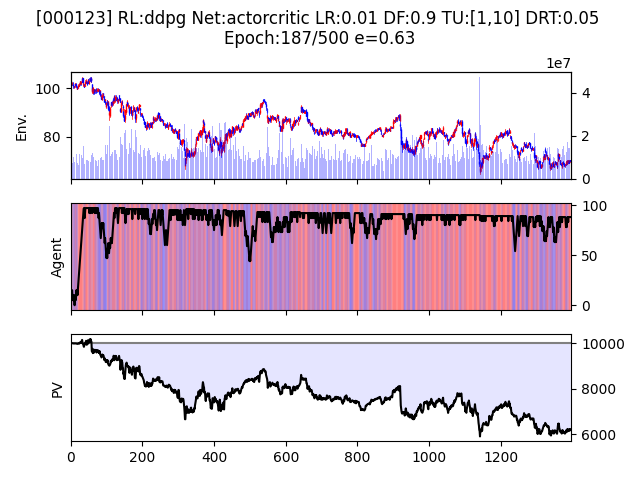 [000123] RL:ddpg Net:actorcritic LR:0.01 DF:0.9 TU:[1,10] DRT:0.05
Epoch:187/500 e=0.63
1e7
100
80
Env.
4
2
0
Agent
100
50
0
PV
10000
8000
6000
0 200 400 600 800 1000 1200